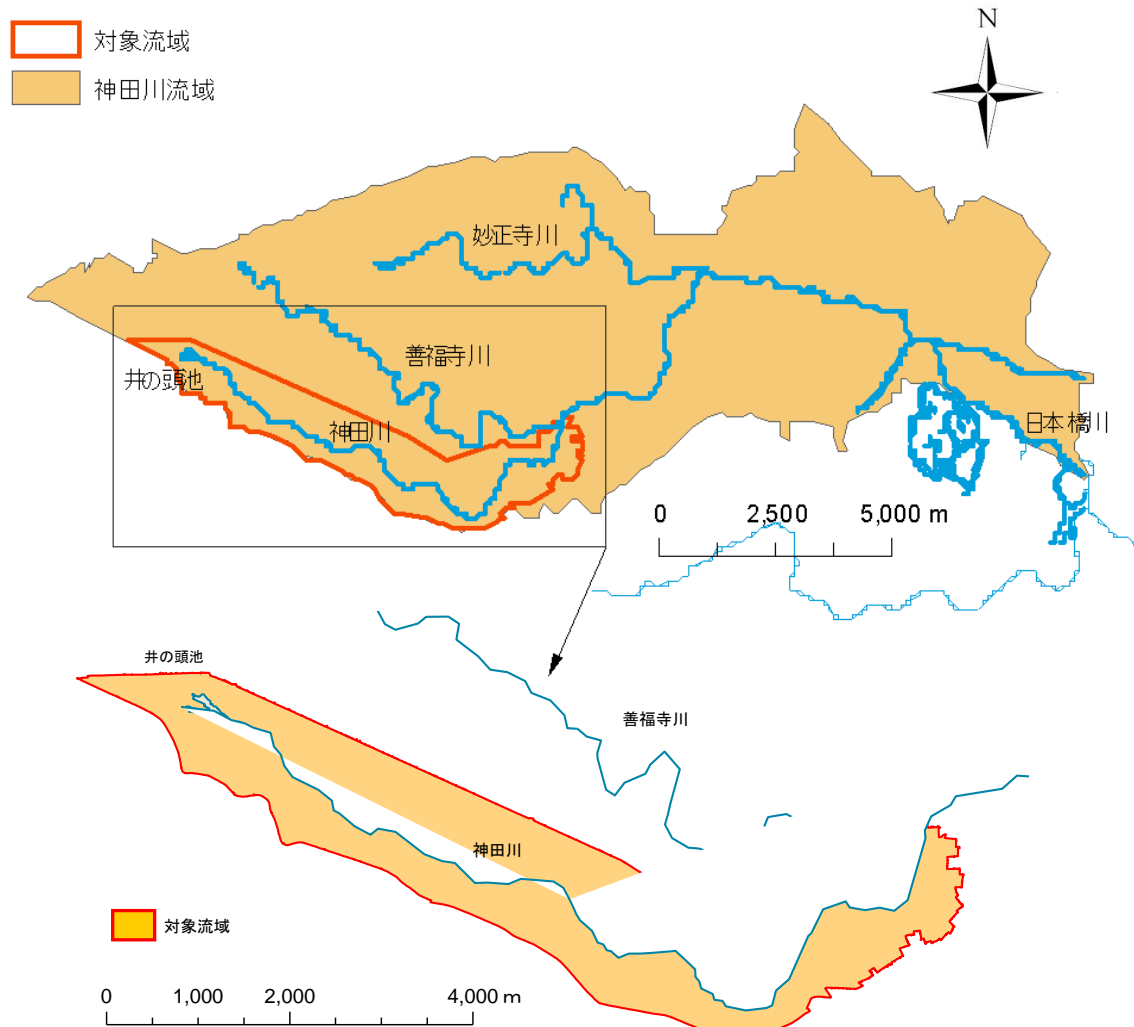 対象流域
神田川流域
N
妙正寺川
善福寺川
井の頭池
神田川
日本橋川
0 2,500 5,000 m
井の頭池
善福寺川
神田川
対象流域
0 1,000 2,000 4,000 m